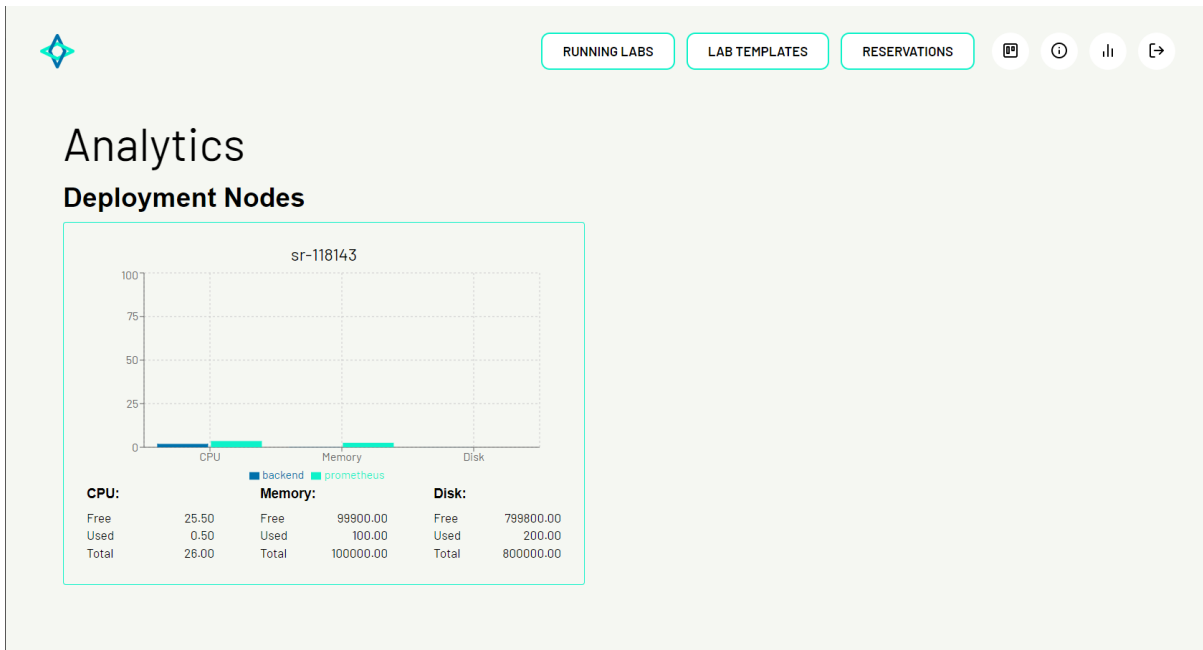 RUNNING LABS LAB TEMPLATES RESERVATIONS
Analytics
Deployment Nodes
sr-118143
100
75
50
25
0
CPU Memory Disk
backend prometheus
CPU: Memory: Disk:
Free 25.50 Free 99900.00 Free 799800.00
Used 0.50 Used 100.00 Used 200.00
Total 26.00 Total 100000.00 Total 800000.00